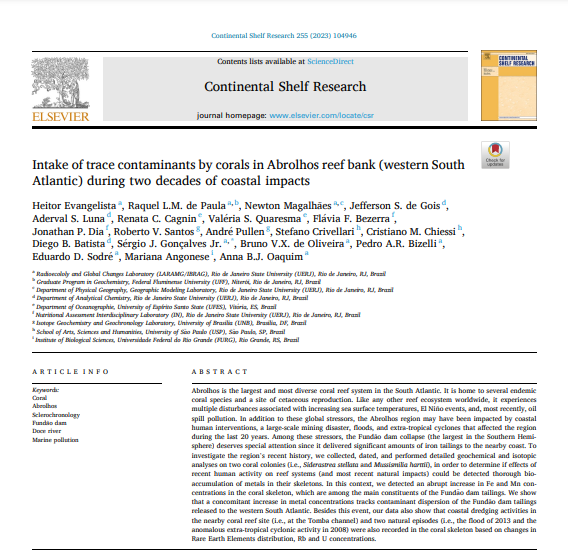 Continental Shelf Research 255 (2023) 104946
Contents lists available at ScienceDirect
Continental Shelf Research
journal homepage: www.elsevier.com/locate/csr
ELSEVIER
CONTINENTAL
SHELF RESEARCH
Check for
updates
Intake of trace contaminants by corals in Abrolhos reef bank (western South
Atlantic) during two decades of coastal impacts
Heitor Evangelista a, Raquel L.M. de Paula a,b, Newton Magalhães a,c, Jefferson S. de Gois d,
Aderval S. Luna d, Renata C. Cagnin e, Valéria S. Quaresma e, Flávia F. Bezerra f,
Jonathan P. Dia f, Roberto V. Santos g, André Pullen g, Stefano Crivellari h, Cristiano M. Chiessi h,
Diego B. Batista d, Sérgio J. Gonçalves Jr. a,*, Bruno V.X. de Oliveira a, Pedro A.R. Bizelli a,
Eduardo D. Sodré a, Mariana Angonese i, Anna B.J. Oaquim a
a Radioecology and Global Changes Laboratory (LARAMG/IBRAG), Rio de Janeiro State University (UERJ), Rio de Janeiro, RJ, Brazil
b Graduate Program in Geochemistry, Federal Fluminense University (UFF), Niterói, Rio de Janeiro, RJ, Brazil
c Department of Physical Geography, Geographic Modeling Laboratory, Rio de Janeiro State University (UERJ), Rio de Janeiro, RJ, Brazil
d Department of Analytical Chemistry, Rio de Janeiro State University (UERJ), Rio de Janeiro, RJ, Brazil
e Department of Oceanographic, University of Espírito Santo State (UFES), Vitória, ES, Brazil
f Nutritional Assessment Interdisciplinary Laboratory (IN), Rio de Janeiro State University (UERJ), Rio de Janeiro, RJ, Brazil
g Isotope Geochemistry and Geochronology Laboratory, University of Brasília (UNB), Brasília, DF, Brazil
h School of Arts, Sciences and Humanities, University of São Paulo (USP), São Paulo, SP, Brazil
i Institute of Biological Sciences, Universidade Federal do Rio Grande (FURG), Rio Grande, RS, Brazil
ARTICLE INFO
Keywords:
Coral
Abrolhos
Sclerochronology
Fundão dam
Doce river
Marine pollution
ABSTRACT
Abrolhos is the largest and most diverse coral reef system in the South Atlantic. It is home to several endemic
coral species and a site of cetaceous reproduction. Like any other reef ecosystem worldwide, it experiences
multiple disturbances associated with increasing sea surface temperatures, El Niño events, and, most recently, oil
spill pollution. In addition to these global stressors, the Abrolhos region may have been impacted by coastal
human interventions, a large-scale mining disaster, floods, and extra-tropical cyclones that affected the region
during the last 20 years. Among these stressors, the Fundão dam collapse (the largest in the Southern Hemi-
sphere) deserves special attention since it delivered significant amounts of iron tailings to the nearby coast. To
investigate the region's recent history, we collected, dated, and performed detailed geochemical and isotopic
analyses on two coral colonies (i.e., Siderastrea stellata and Mussismilia hartii), in order to determine if effects of
recent human activity on reef systems (and most recent natural impacts) could be detected thorough bio-
accumulation of metals in their skeletons. In this context, we detected an abrupt increase in Fe and Mn con-
centrations in the coral skeleton, which are among the main constituents of the Fundão dam tailings. We show
that a concomitant increase in metal concentrations tracks contaminant dispersion of the Fundão dam tailings
released to the western South Atlantic. Besides this event, our data also show that coastal dredging activities in
the nearby coral reef site (i.e., at the Tomba channel) and two natural episodes (i.e., the flood of 2013 and the
anomalous extra-tropical cyclonic activity in 2008) were also recorded in the coral skeleton based on changes in
Rare Earth Elements distribution, Rb and U concentrations.